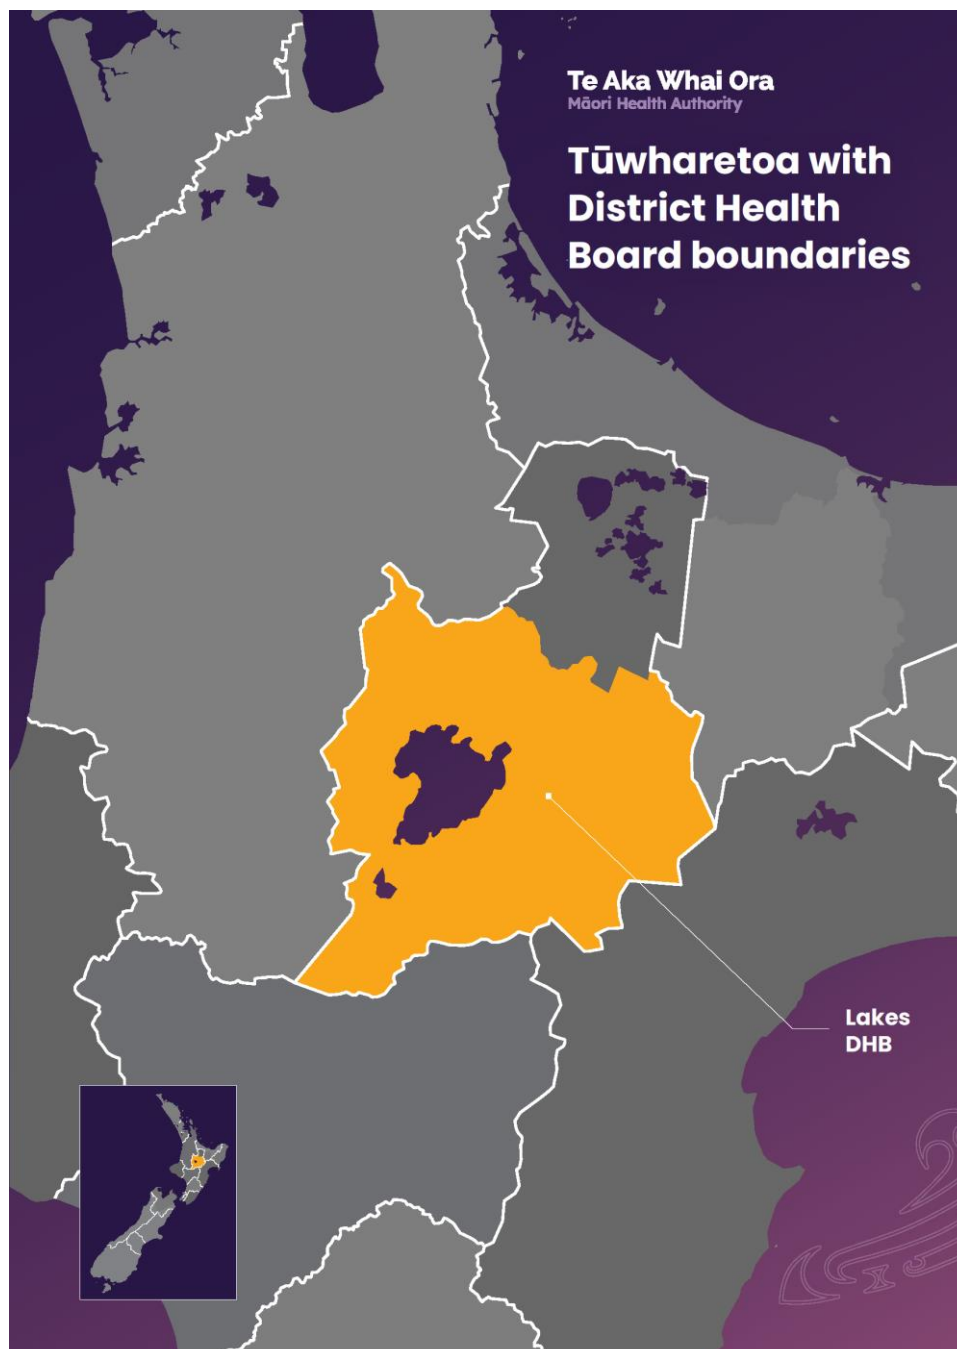 Te Aka Whai Ora
Māori Health Authority
Tūwharetoa with
District Health
Board boundaries
Lakes
DHB